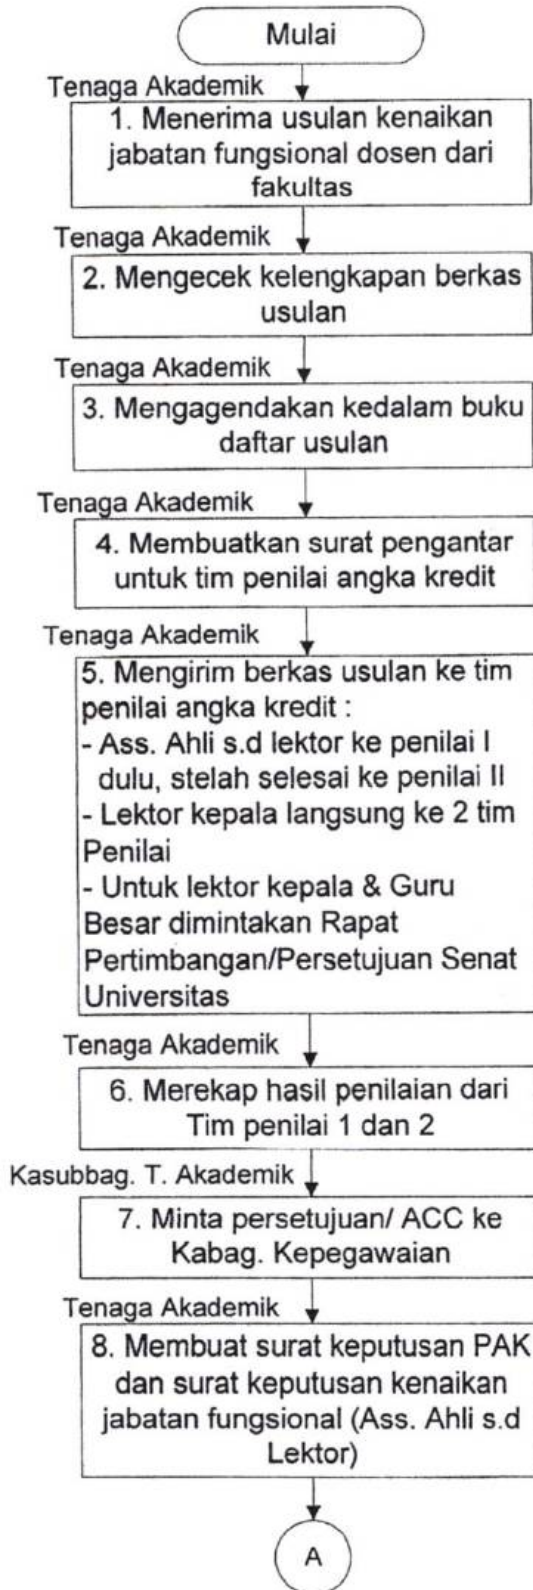 Mulai
Tenaga Akademik
1. Menerima usulan kenaikan
jabatan fungsional dosen dari
fakultas
Tenaga Akademik
2. Mengecek kelengkapan berkas
usulan
Tenaga Akademik
3. Mengagendakan kedalam buku
daftar usulan
Tenaga Akademik
4. Membuatkan surat pengantar
untuk tim penilai angka kredit
Tenaga Akademik
5. Mengirim berkas usulan ke tim
penilai angka kredit :
- Ass. Ahli s.d lektor ke penilai I
dulu, stelah selesai ke penilai II
- Lektor kepala langsung ke 2 tim
Penilai
- Untuk lektor kepala & Guru
Besar dimintakan Rapat
Pertimbangan/Persetujuan Senat
Universitas
Tenaga Akademik
6. Merekap hasil penilaian dari
Tim penilai 1 dan 2
Kasubbag. T. Akademik
7. Minta persetujuan/ ACC ke
Kabag. Kepegawaian
Tenaga Akademik
8. Membuat surat keputusan PAK
dan surat keputusan kenaikan
jabatan fungsional (Ass. Ahli s.d
Lektor)
A